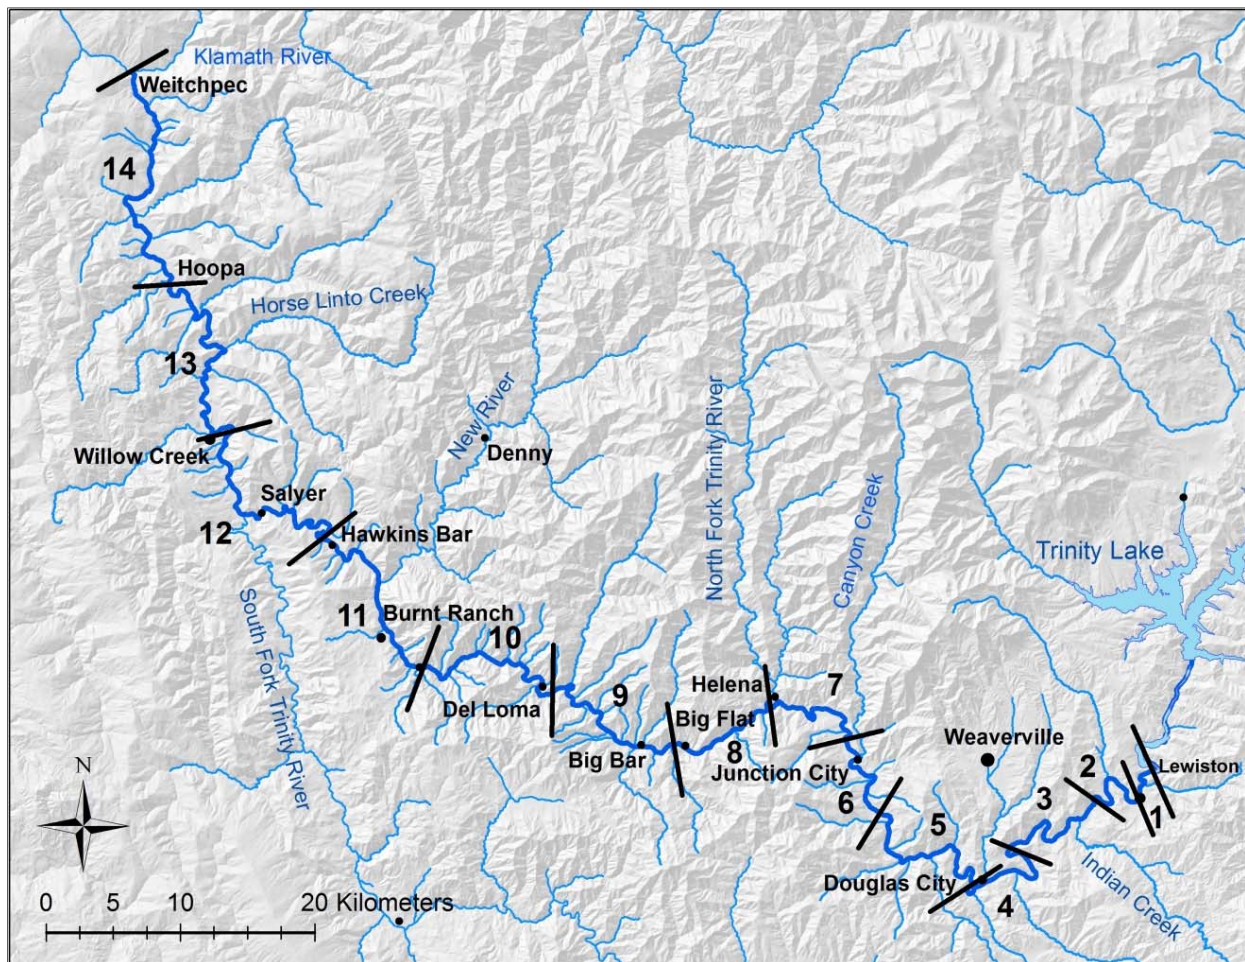 Klamath River
Weitchpec
14
Hoopa
Horse Linto Creek
13
New River
Denny
Willow Creek
Salyer
12
Hawkins Bar
North Fork Trinity River
Canyon Creek
Trinity Lake
South Fork Trinity River
11
Burnt Ranch
10
Del Loma
9
Helena
7
Big Flat
Big Bar
8
Junction City
Weaverville
Lewiston
2
1
6
3
5
Douglas City
4
Indian Creek
N
0 5 10 20 Kilometers